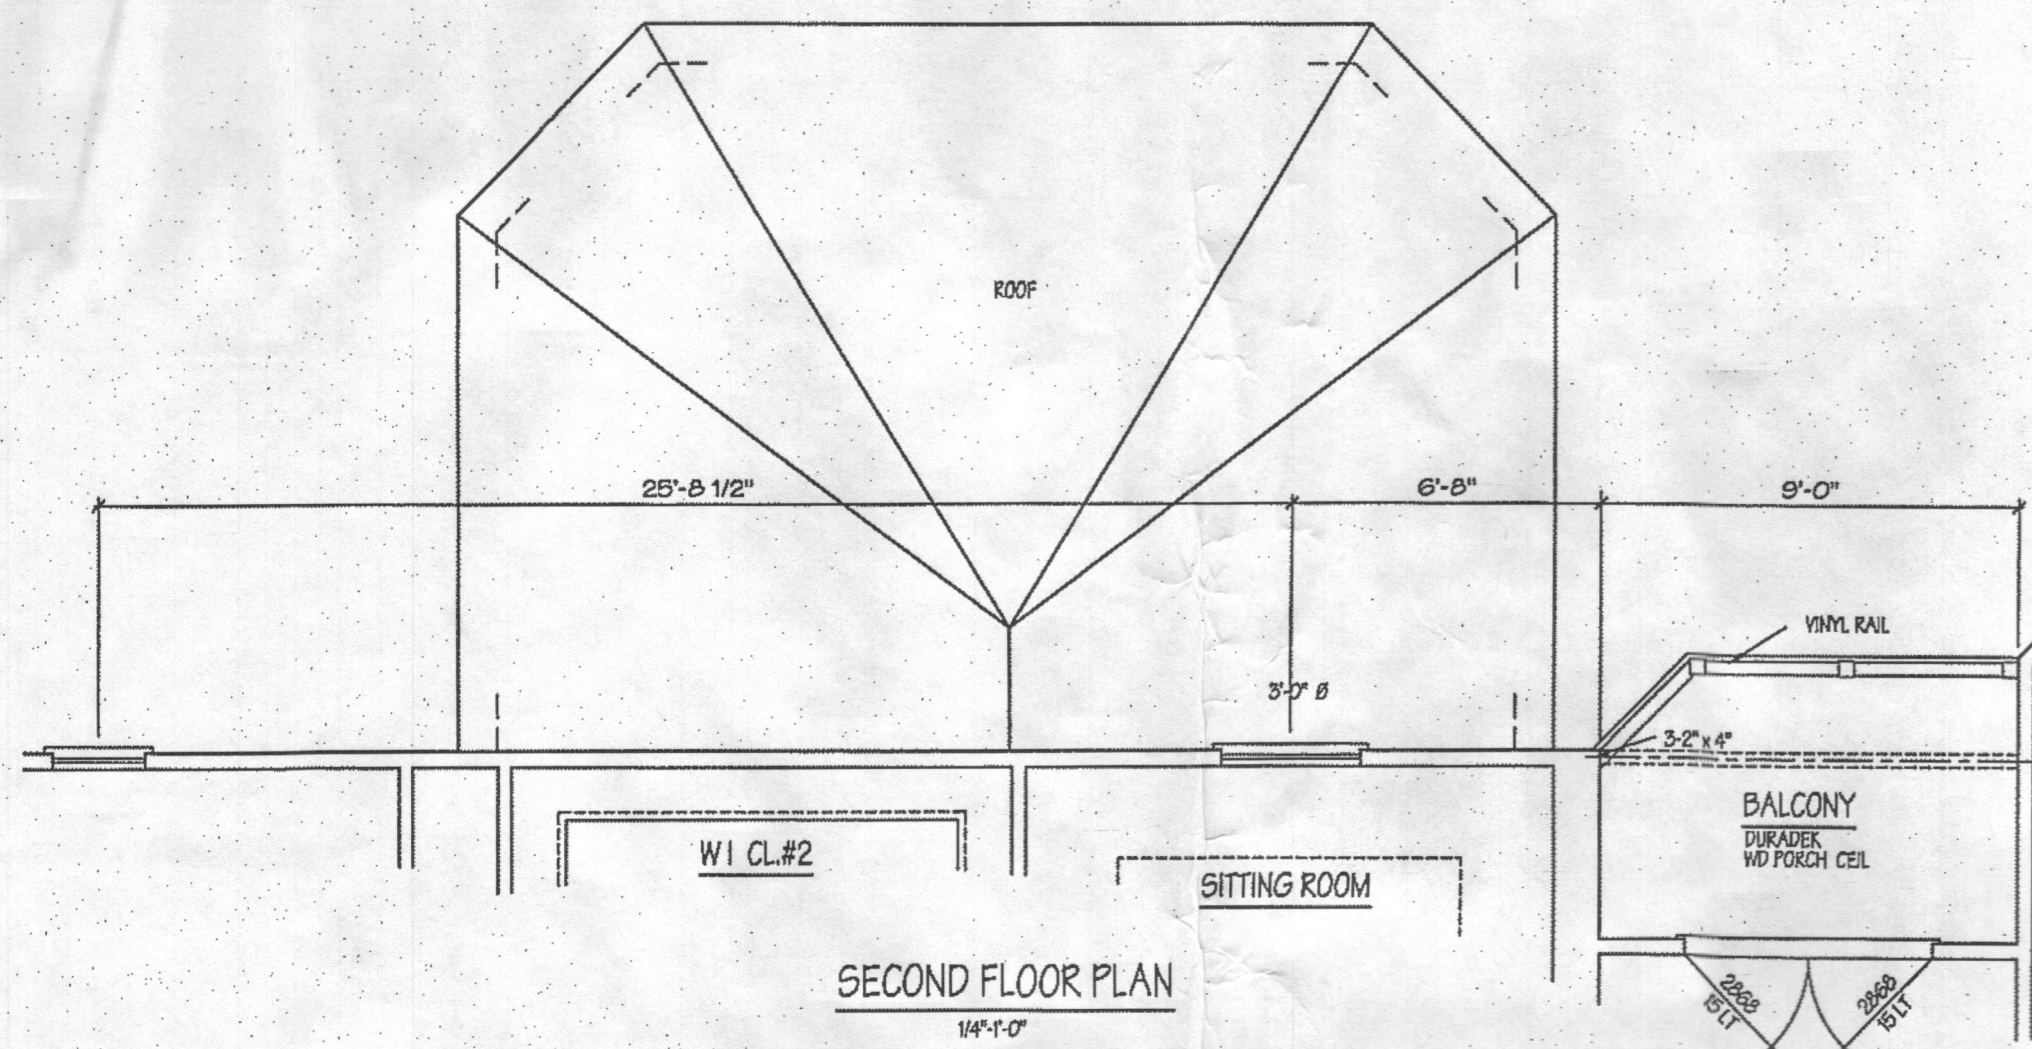 ROOF
25'-8 1/2"
6'-8"
9'-0"
VINYL RAIL
3'-0" Ø
3-2" x 4"
BALCONY
DURADEK
WD PORCH CEIL
W I CL.#2
SITTING ROOM
SECOND FLOOR PLAN
1/4"-1'-0"
2868
15 LT
2868
15 LT